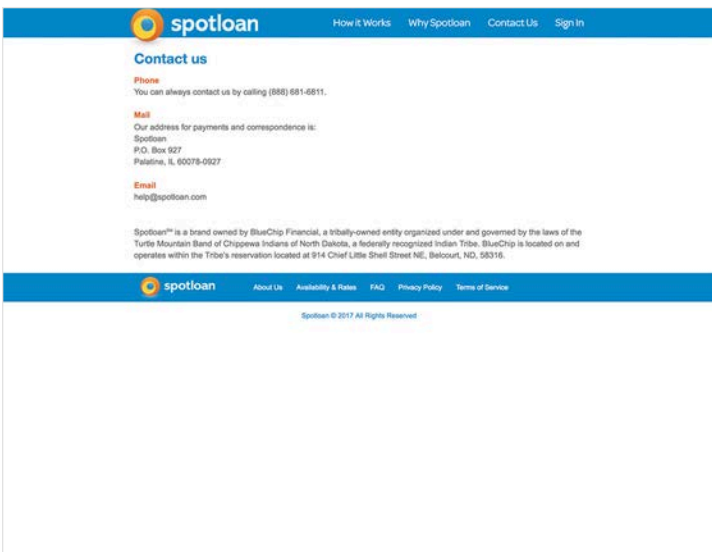 spotloan
How it Works Why Spotloan Contact Us Sign In
Contact us
Phone
You can always contact us by calling (888) 681-6811.
Mail
Our address for payments and correspondence is:
Spotloan
P.O. Box 927
Palatine, IL 60078-0927
Email
help@spotloan.com
Spotloan℠ is a brand owned by BlueChip Financial, a tribally-owned entity organized under and governed by the laws of the
Turtle Mountain Band of Chippewa Indians of North Dakota, a federally recognized Indian Tribe. BlueChip is located on and
operates within the Tribe's reservation located at 914 Chief Little Shell Street NE, Belcourt, ND, 58316.
spotloan
About Us Availability & Rates FAQ Privacy Policy Terms of Service
Spotloan © 2017 All Rights Reserved